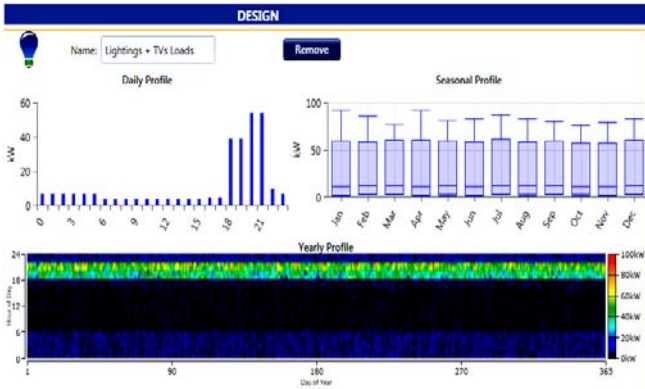 DESIGN
Name: Lightings + TVs Loads Remove
Daily Profile
60
40
20
0
kW
0 3 6 9 12 15 18 21
Seasonal Profile
100
50
0
kW
Jan Feb Mar Apr May Jun Jul Aug Sep Oct Nov Dec
Yearly Profile
24
18
12
6
0
Hour of Day
1 90 180 270 365
Day of Year
100kW
80kW
60kW
40kW
20kW
0kW